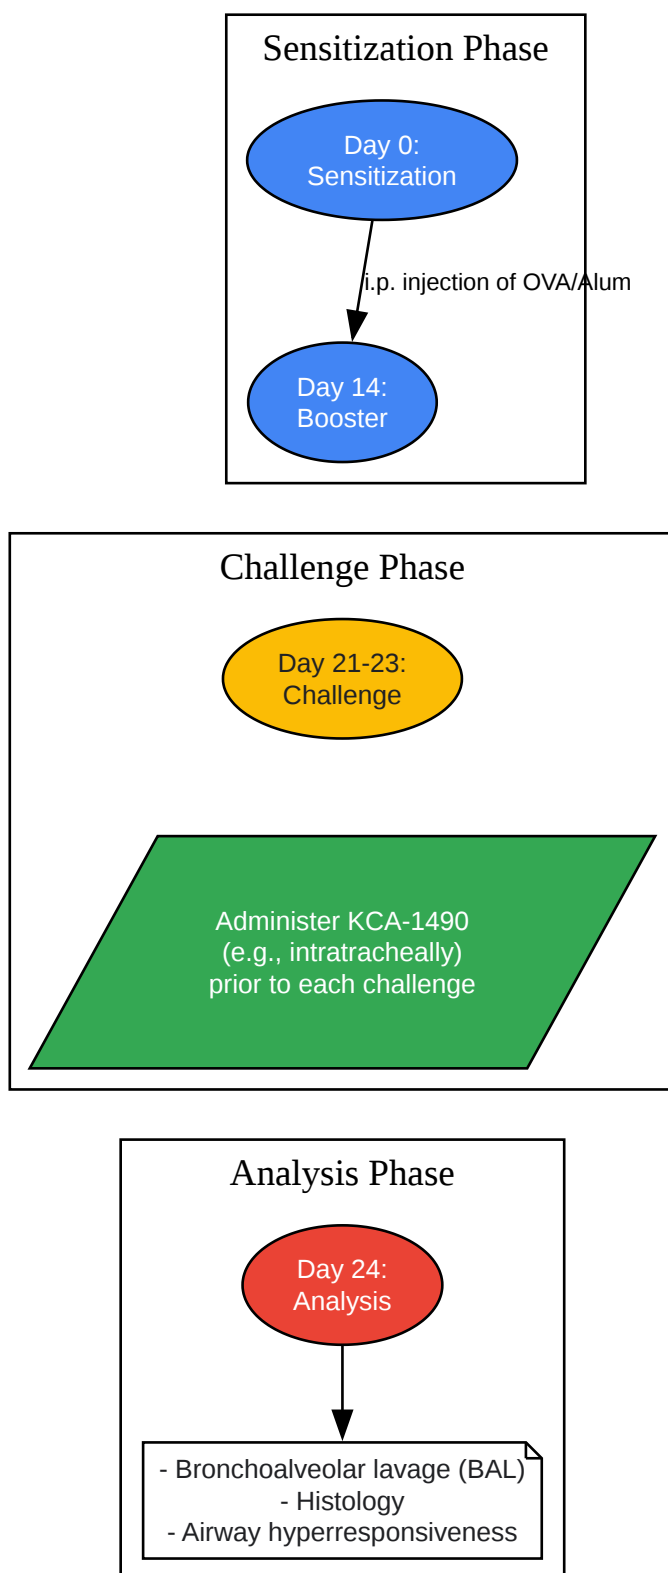 Sensitization Phase
Day 0:
Sensitization
i.p. injection of OVA/Alum
Day 14:
Booster
Challenge Phase
Day 21-23:
Challenge
Administer KCA-1490
(e.g., intratracheally)
prior to each challenge
Analysis Phase
Day 24:
Analysis
- Bronchoalveolar lavage (BAL)
- Histology
- Airway hyperresponsiveness